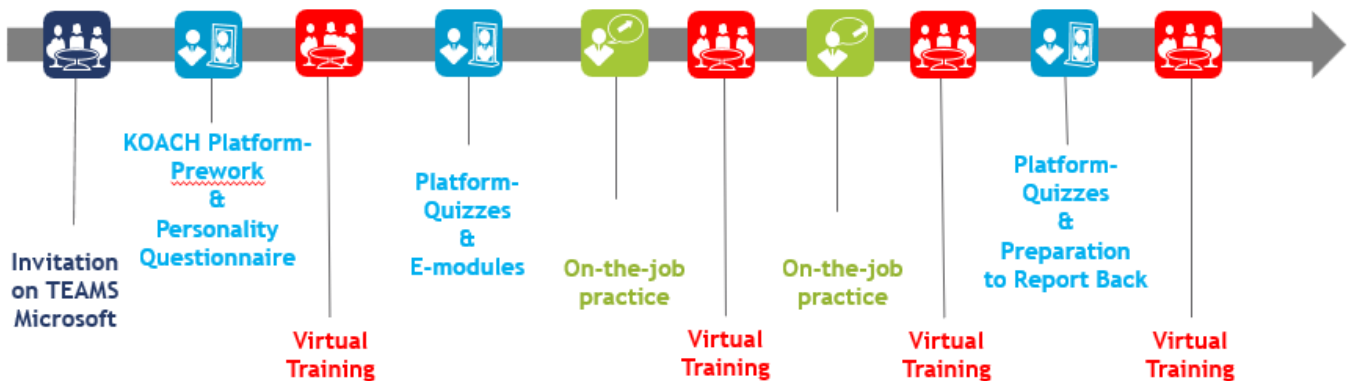 Invitation
on TEAMS
Microsoft
KOACH Platform-
Prework
&
Personality
Questionnaire
Virtual
Training
Platform-
Quizzes
&
E-modules
On-the-job
practice
Virtual
Training
On-the-job
practice
Virtual
Training
Platform-
Quizzes
&
Preparation
to Report Back
Virtual
Training